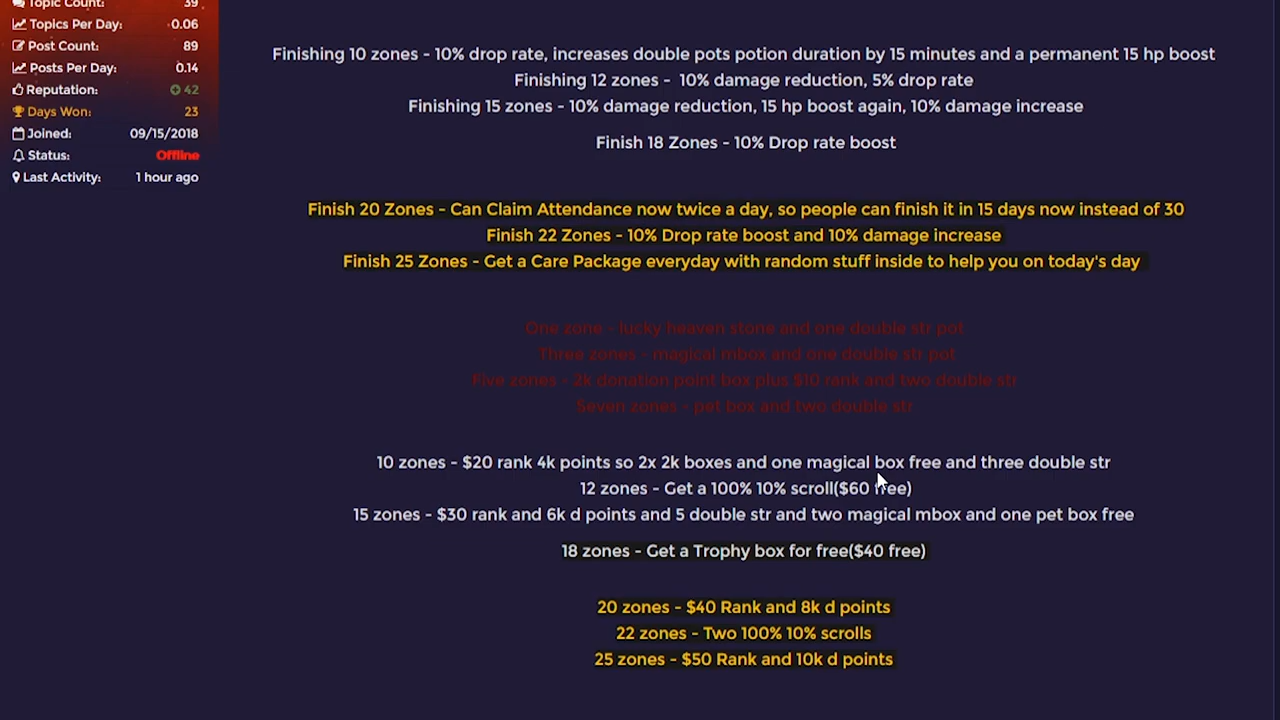 Topic Count: 39
Topics Per Day: 0.06
Post Count: 89
Posts Per Day: 0.14
Reputation: 42
Days Won: 23
Joined: 09/15/2018
Status: Offline
Last Activity: 1 hour ago
Finishing 10 zones - 10% drop rate, increases double pots potion duration by 15 minutes and a permanent 15 hp boost
Finishing 12 zones - 10% damage reduction, 5% drop rate
Finishing 15 zones - 10% damage reduction, 15 hp boost again, 10% damage increase
Finish 18 Zones - 10% Drop rate boost
Finish 20 Zones - Can Claim Attendance now twice a day, so people can finish it in 15 days now instead of 30
Finish 22 Zones - 10% Drop rate boost and 10% damage increase
Finish 25 Zones - Get a Care Package everyday with random stuff inside to help you on today's day
One zone - lucky heaven stone and one double str pot
Three zones - magical mbox and one double str pot
Five zones - 2k donation point box plus $10 rank and two double str
Seven zones - pet box and two double str
10 zones - $20 rank 4k points so 2x 2k boxes and one magical box free and three double str
12 zones - Get a 100% 10% scroll($60 free)
15 zones - $30 rank and 6k d points and 5 double str and two magical mbox and one pet box free
18 zones - Get a Trophy box for free($40 free)
20 zones - $40 Rank and 8k d points
22 zones - Two 100% 10% scrolls
25 zones - $50 Rank and 10k d points